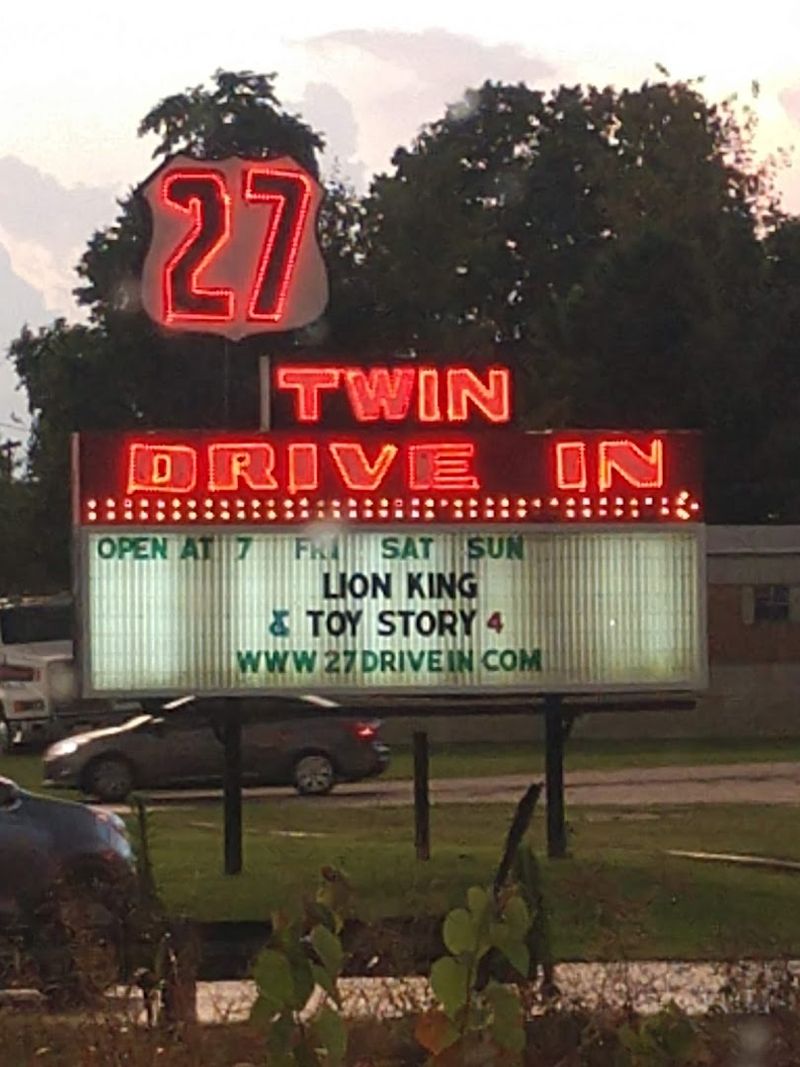 27
TWIN
DRIVE IN
OPEN AT 7 FRI SAT SUN
LION KING
& TOY STORY 4
WWW 27DRIVEIN COM